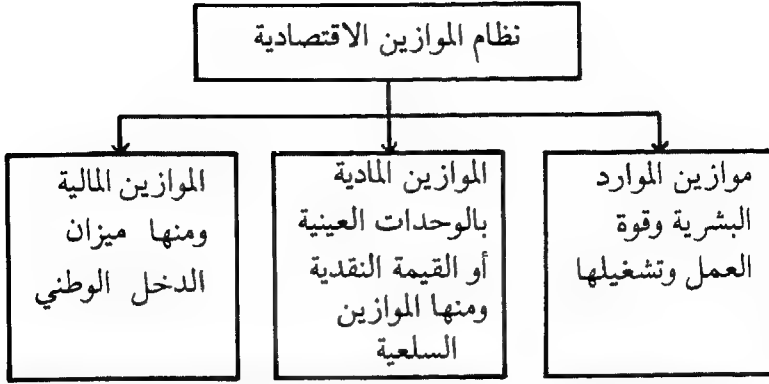 نظام الموازين الاقتصادية
موازين الموارد
البشرية وقوة
العمل وتشغيلها
الموازين المادية
بالوحدات العينية
أو القيمة النقدية
ومنها الموازين
السلعية
الموازين المالية
ومنها ميزان
الدخل الوطني